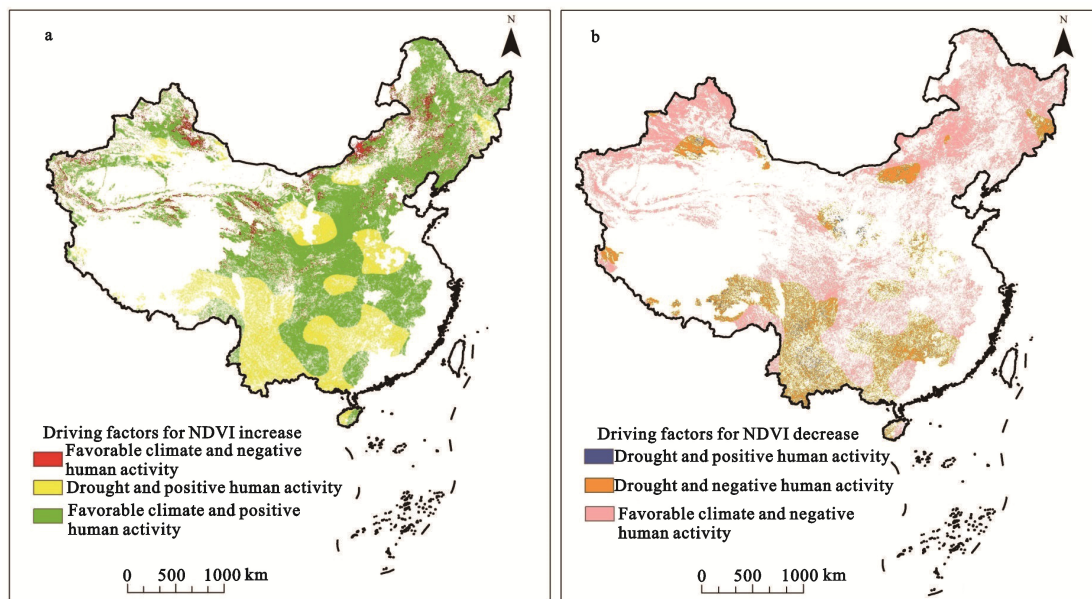 a
N
Driving factors for NDVI increase
Favorable climate and negative
human activity
Drought and positive human activity
Favorable climate and positive
human activity
0 500 1000 km
b
N
Driving factors for NDVI decrease
Drought and positive human activity
Drought and negative human activity
Favorable climate and negative
human activity
0 500 1000 km